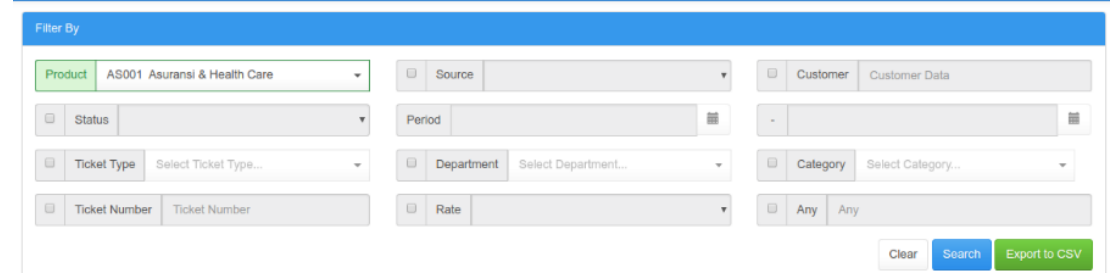 Filter By
Product AS001 Asuransi & Health Care Source Customer Customer Data
Status Period -
Ticket Type Select Ticket Type... Department Select Department... Category Select Category...
Ticket Number Ticket Number Rate Any Any
Clear Search Export to CSV